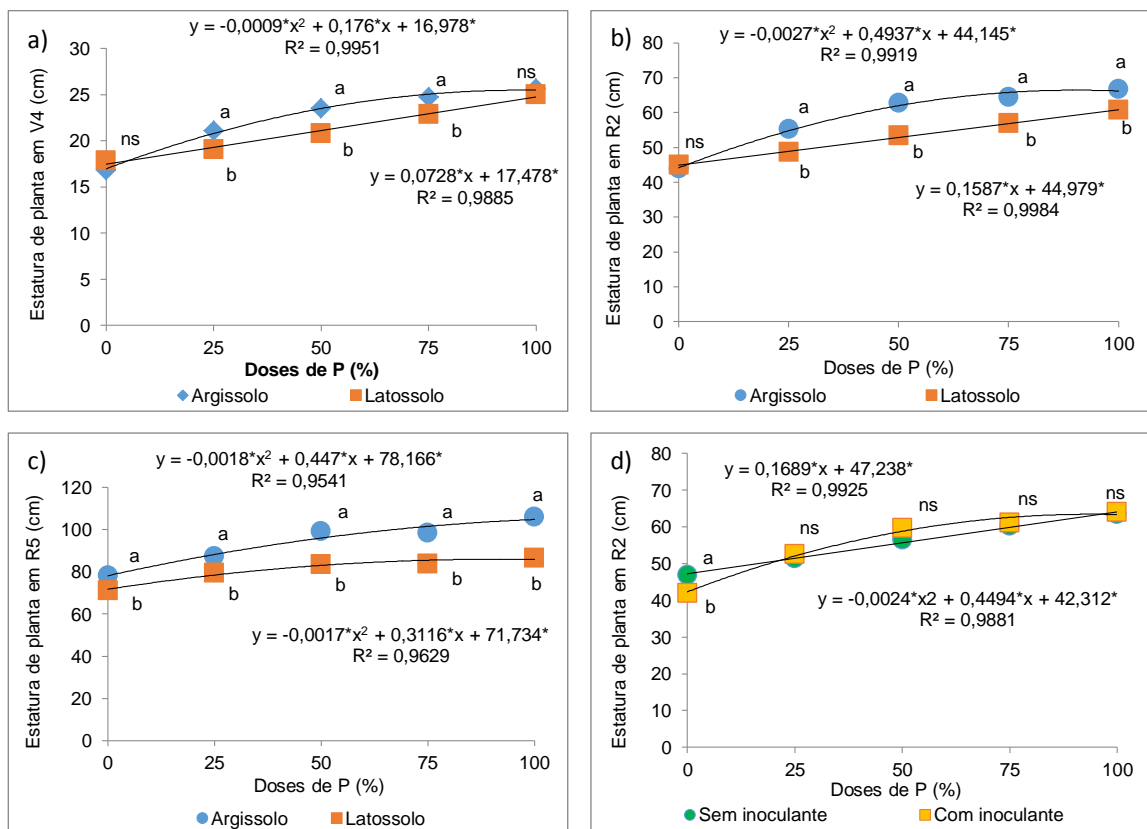 a)
y = -0,0009*x² + 0,176*x + 16,978*
R² = 0,9951
Estatura de planta em V4 (cm)
30
25
20
15
10
5
0
ns
a
a
a
ns
b
b
b
y = 0,0728*x + 17,478*
R² = 0,9885
0 25 50 75 100
Doses de P (%)
Argissolo Latossolo
b)
y = -0,0027*x² + 0,4937*x + 44,145*
R² = 0,9919
Estatura de planta em R2 (cm)
80
70
60
50
40
30
20
10
0
ns
a
a
a
a
b
b
b
b
y = 0,1587*x + 44,979*
R² = 0,9984
0 25 50 75 100
Doses de P (%)
Argissolo Latossolo
c)
y = -0,0018*x² + 0,447*x + 78,166*
R² = 0,9541
Estatura de planta em R5 (cm)
120
100
80
60
40
20
0
a
a
a
a
a
b
b
b
b
b
y = -0,0017*x² + 0,3116*x + 71,734*
R² = 0,9629
0 25 50 75 100
Doses de P (%)
Argissolo Latossolo
d)
y = 0,1689*x + 47,238*
R² = 0,9925
Estatura de planta em R2 (cm)
80
70
60
50
40
30
20
10
0
a
b
ns
ns
ns
ns
y = -0,0024*x2 + 0,4494*x + 42,312*
R² = 0,9881
0 25 50 75 100
Doses de P (%)
Sem inoculante Com inoculante